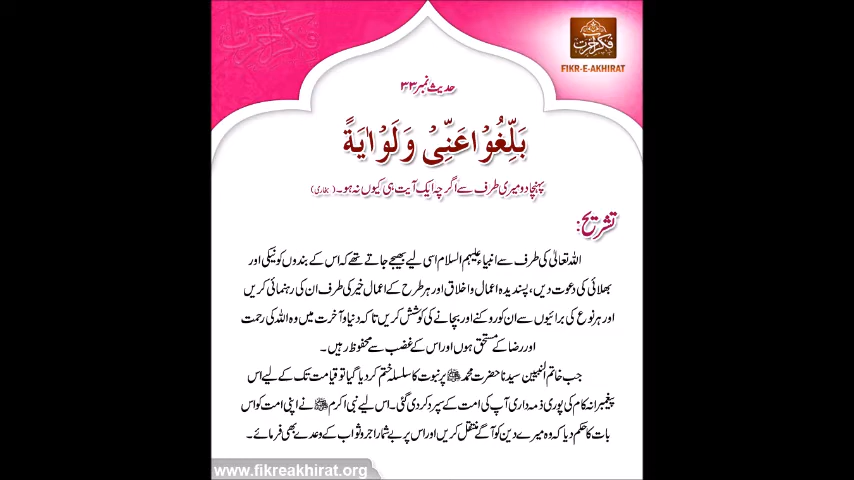 فکر آخرت
FIKR-E-AKHIRAT
حدیث نمبر ۳۳
بَلِّغُوْا عَنِّیْ وَلَوْ اٰیَةً
پہنچا دو میری طرف سے اگرچہ ایک آیت ہی کیوں نہ ہو۔ (بخاری)
تشریح:
اللہ تعالیٰ کی طرف سے انبیاء علیہم السلام اسی لیے بھیجے جاتے تھے کہ اس کے بندوں کو نیکی اور
بھلائی کی دعوت دیں، پسندیدہ اعمال و اخلاق اور ہر طرح کے اعمال خیر کی طرف ان کی رہنمائی کریں
اور ہر نوع کی برائیوں سے ان کو روکنے اور بچانے کی کوشش کریں تاکہ دنیا و آخرت میں وہ اللہ کی رحمت
اور رضا کے مستحق ہوں اور اس کے غضب سے محفوظ رہیں۔
جب خاتم النبیین سیدنا حضرت محمد ﷺ پر نبوت کا سلسلہ ختم کر دیا گیا تو قیامت تک کے لیے اس
پیغمبرانہ کام کی پوری ذمہ داری آپ کی امت کے سپرد کر دی گئی۔ اس لیے نبی اکرم ﷺ نے اپنی امت کو اس
بات کا حکم دیا کہ وہ میرے دین کو آگے منتقل کریں اور اس پر بے شمار اجر و ثواب کے وعدے بھی فرمائے۔
www.fikreakhirat.org